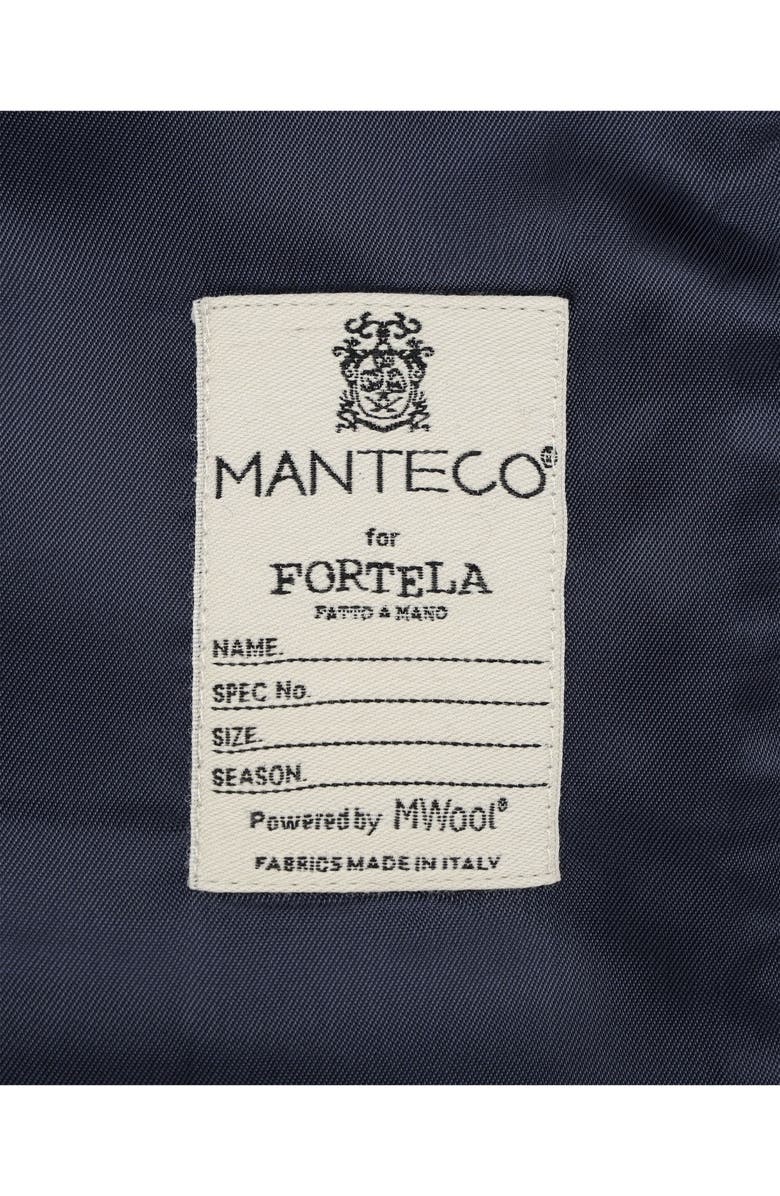 MANTECO®
for
FORTELA
FATTO A MANO
NAME.
SPEC No.
SIZE.
SEASON.
Powered by MWool®
FABRICS MADE IN ITALY